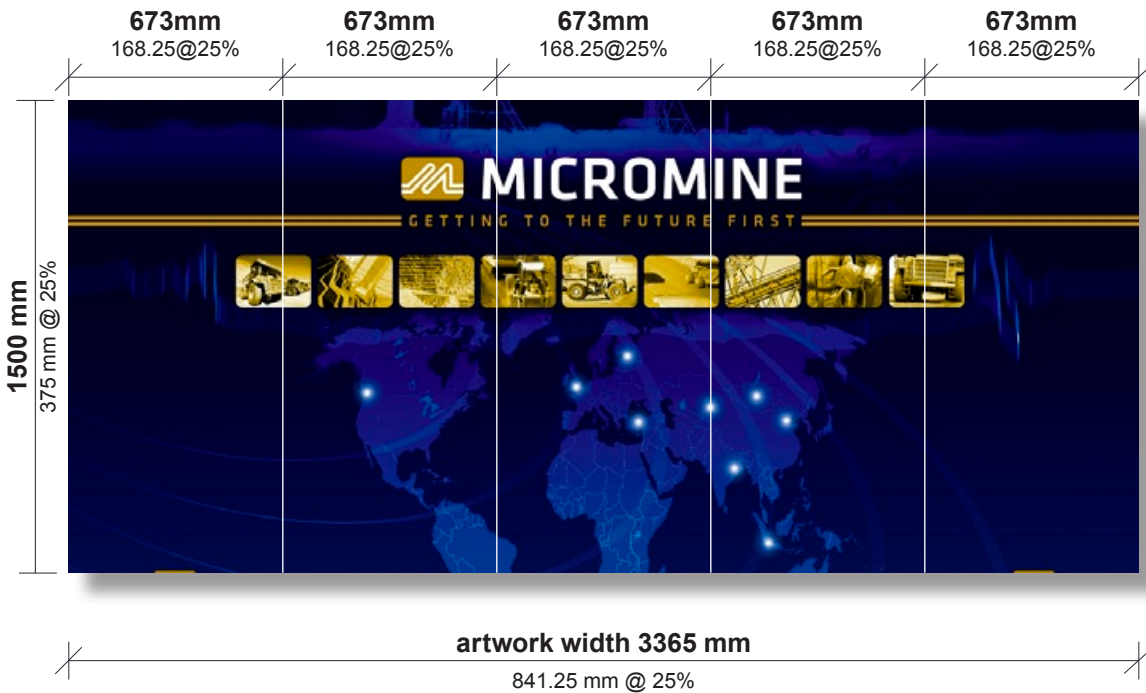 673mm 673mm 673mm 673mm 673mm
168.25@25% 168.25@25% 168.25@25% 168.25@25% 168.25@25%
MICROMINE
GETTING TO THE FUTURE FIRST
1500 mm
375 mm @ 25%
artwork width 3365 mm
841.25 mm @ 25%